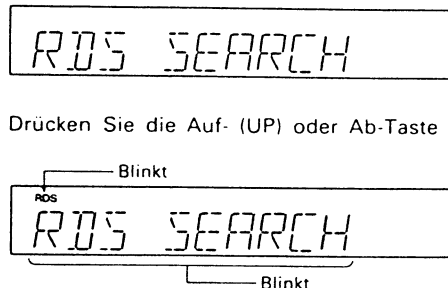 RDS SEARCH
Drücken Sie die Auf- (UP) oder Ab-Taste
Blinkt
RDS
RDS SEARCH
Blinkt